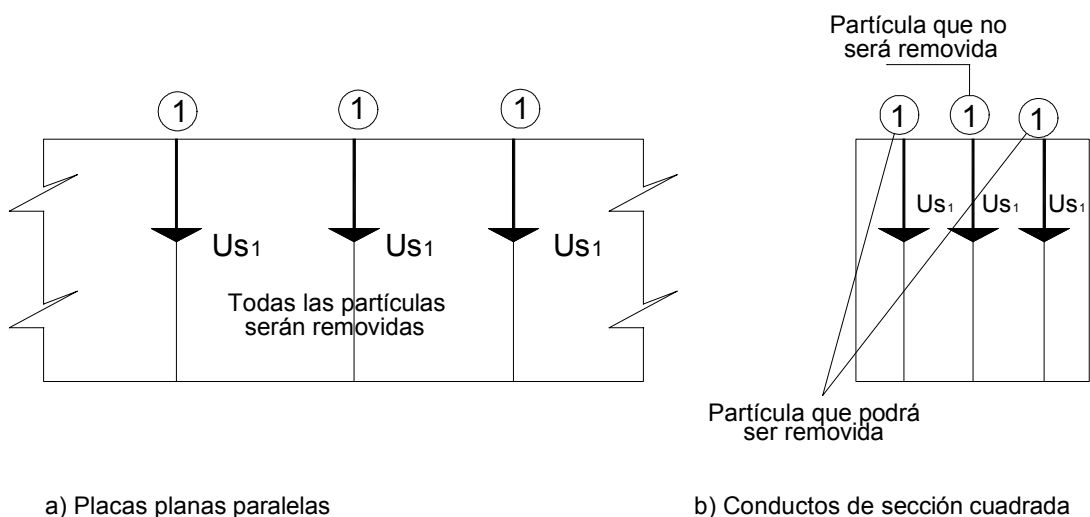 Partícula que no
será removida
1
1
1
Us1
Us1
Us1
Todas las partículas
serán removidas
1
1
1
Us1
Us1
Us1
Partícula que podrá
ser removida
a) Placas planas paralelas
b) Conductos de sección cuadrada